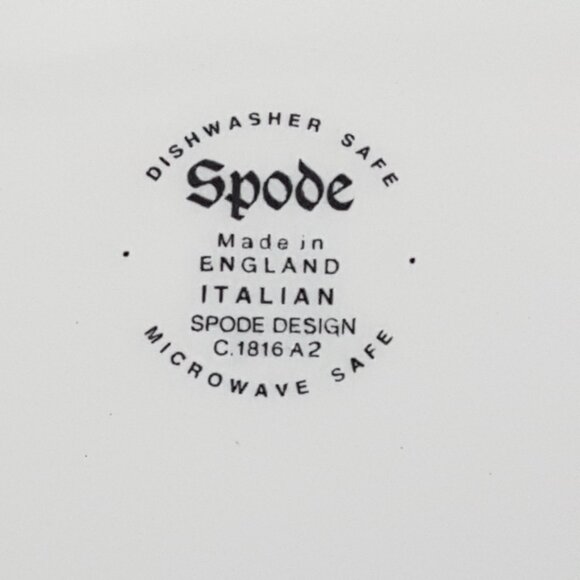 DISHWASHER SAFE
Spode
Made in
ENGLAND
ITALIAN
SPODE DESIGN
C.1816 A2
MICROWAVE SAFE